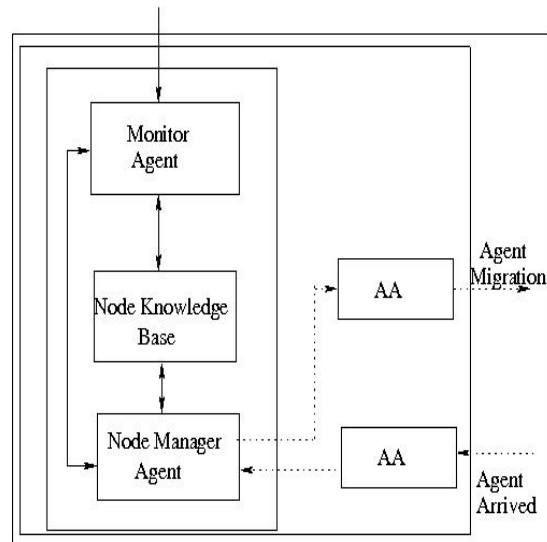 Monitor
Agent
Node Knowledge
Base
Node Manager
Agent
AA
Agent
Migration
AA
Agent
Arrived